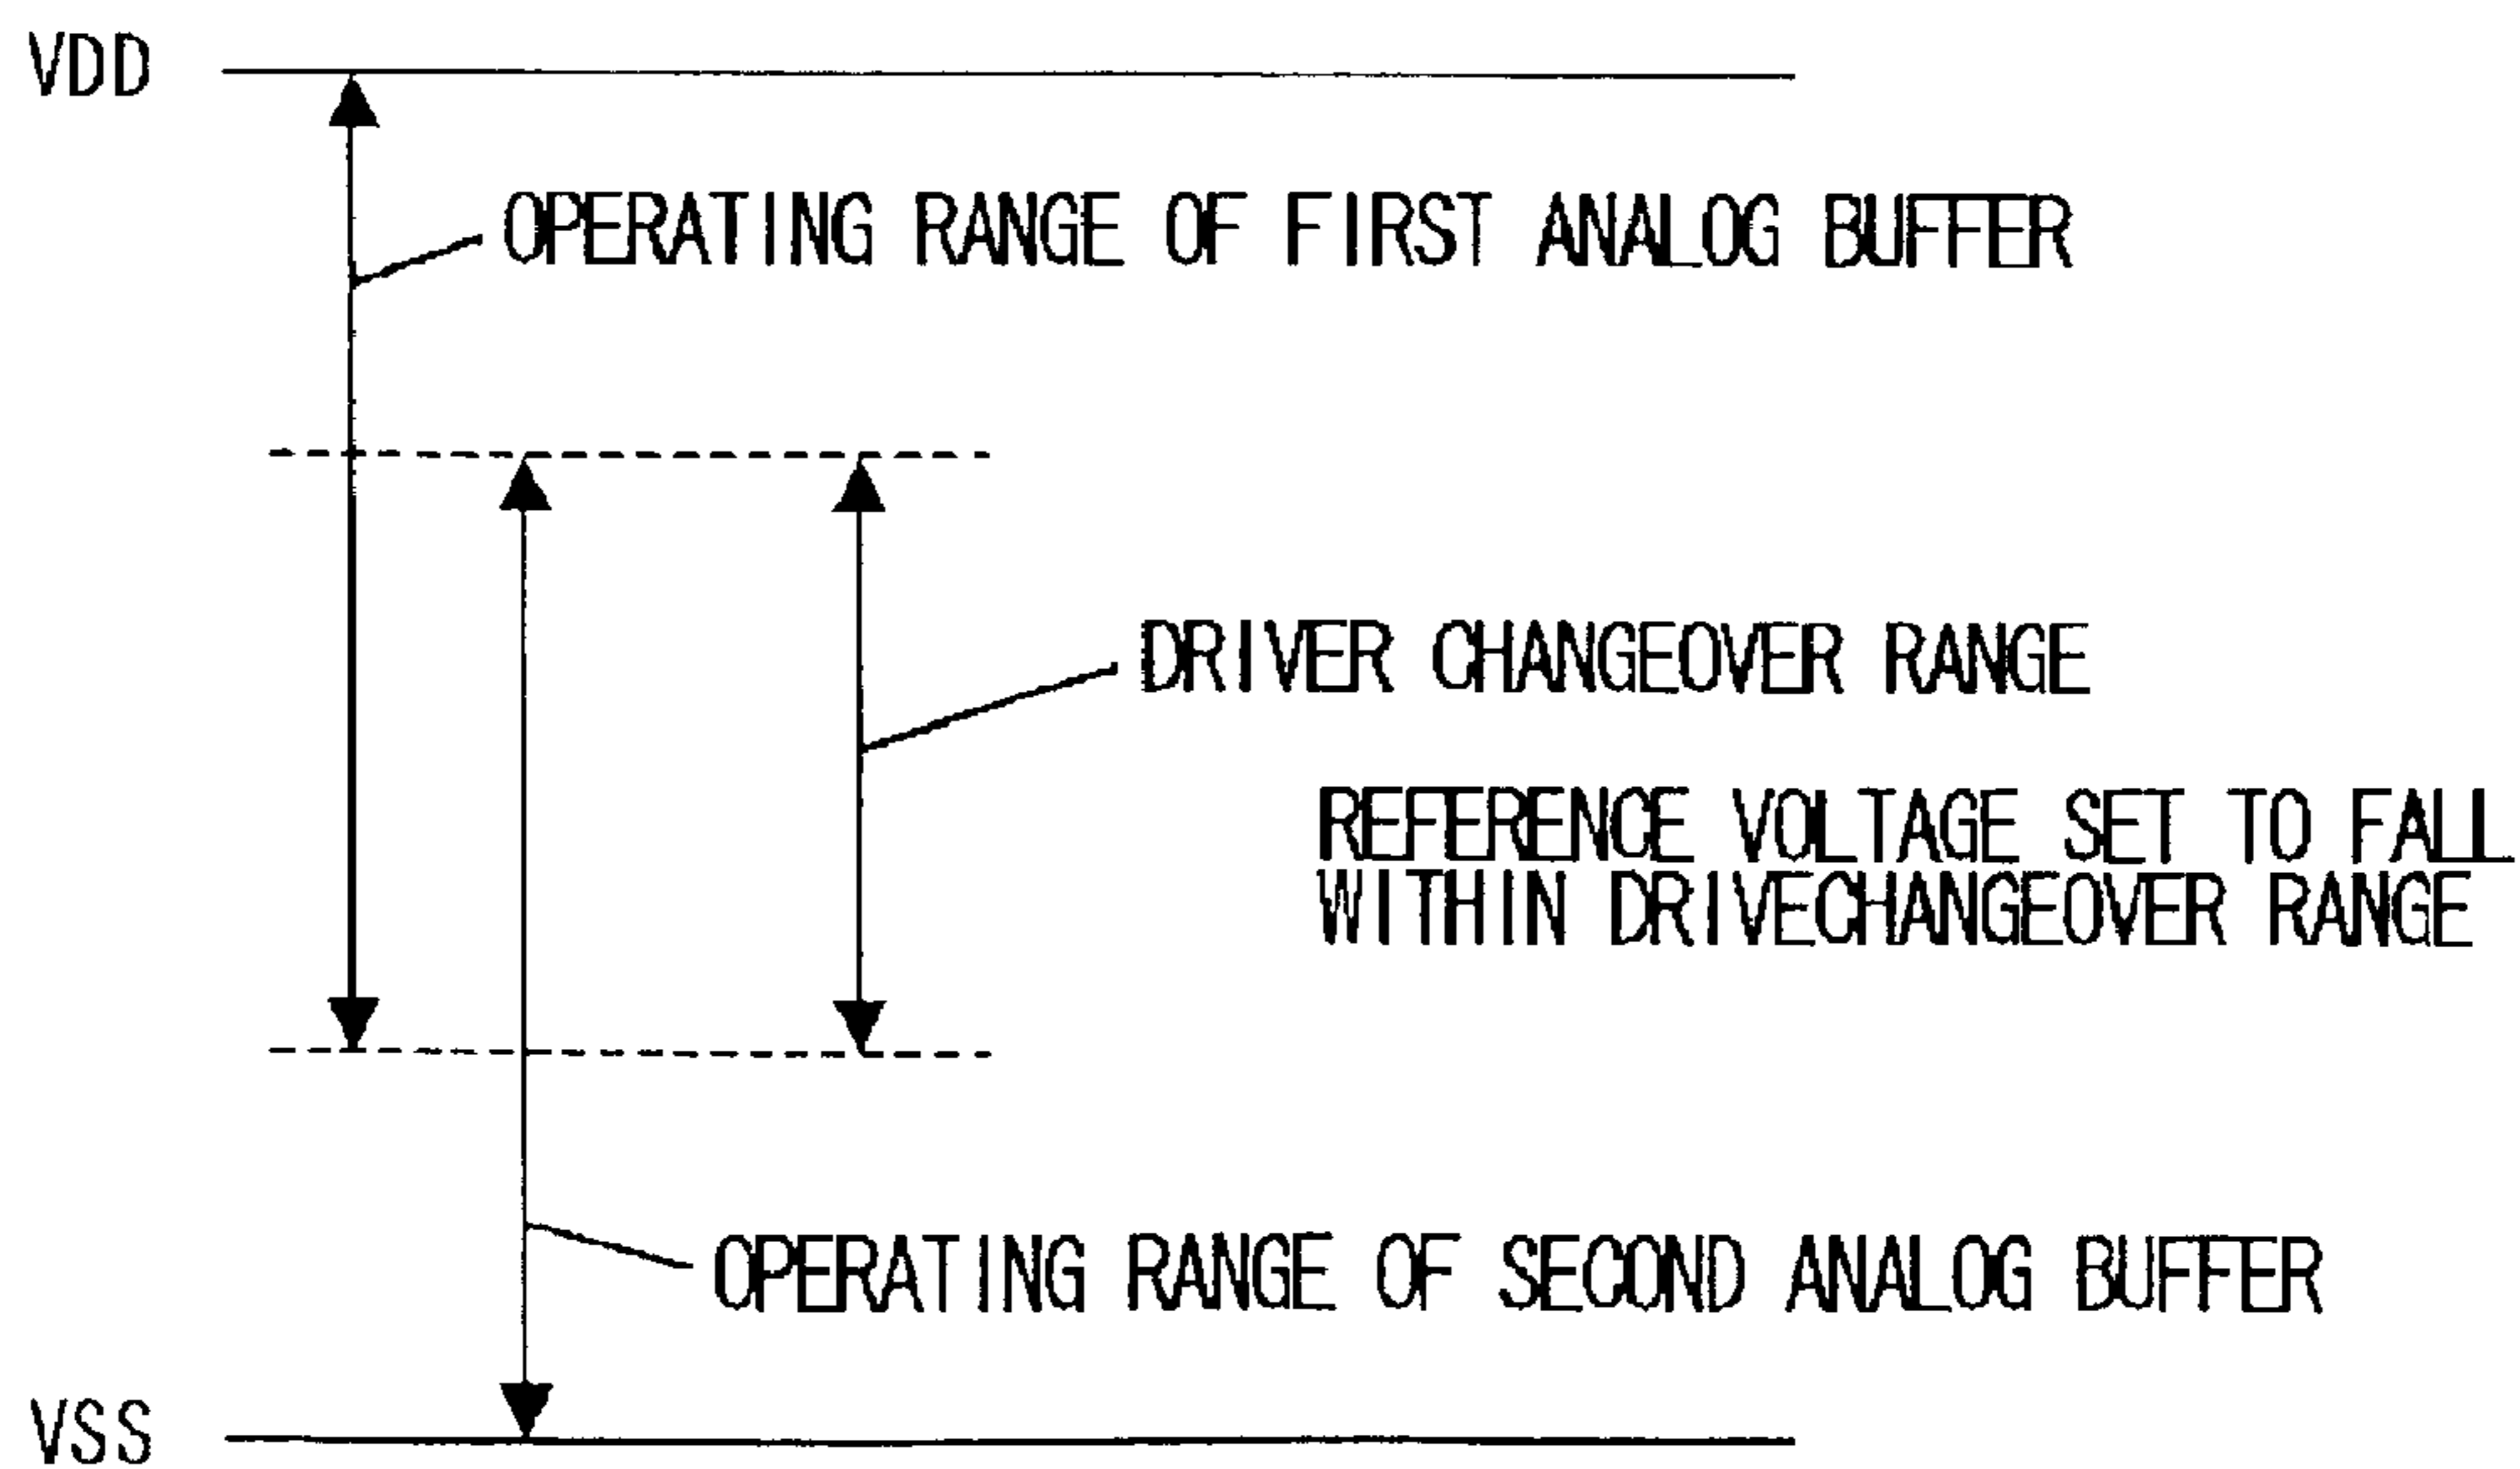 VDD
OPERATING RANGE OF FIRST ANALOG BUFFER
DRIVER CHANGEOVER RANGE
REFERENCE VOLTAGE SET TO FALL
WITHIN DRIVECHANGEOVER RANGE
OPERATING RANGE OF SECOND ANALOG BUFFER
VSS